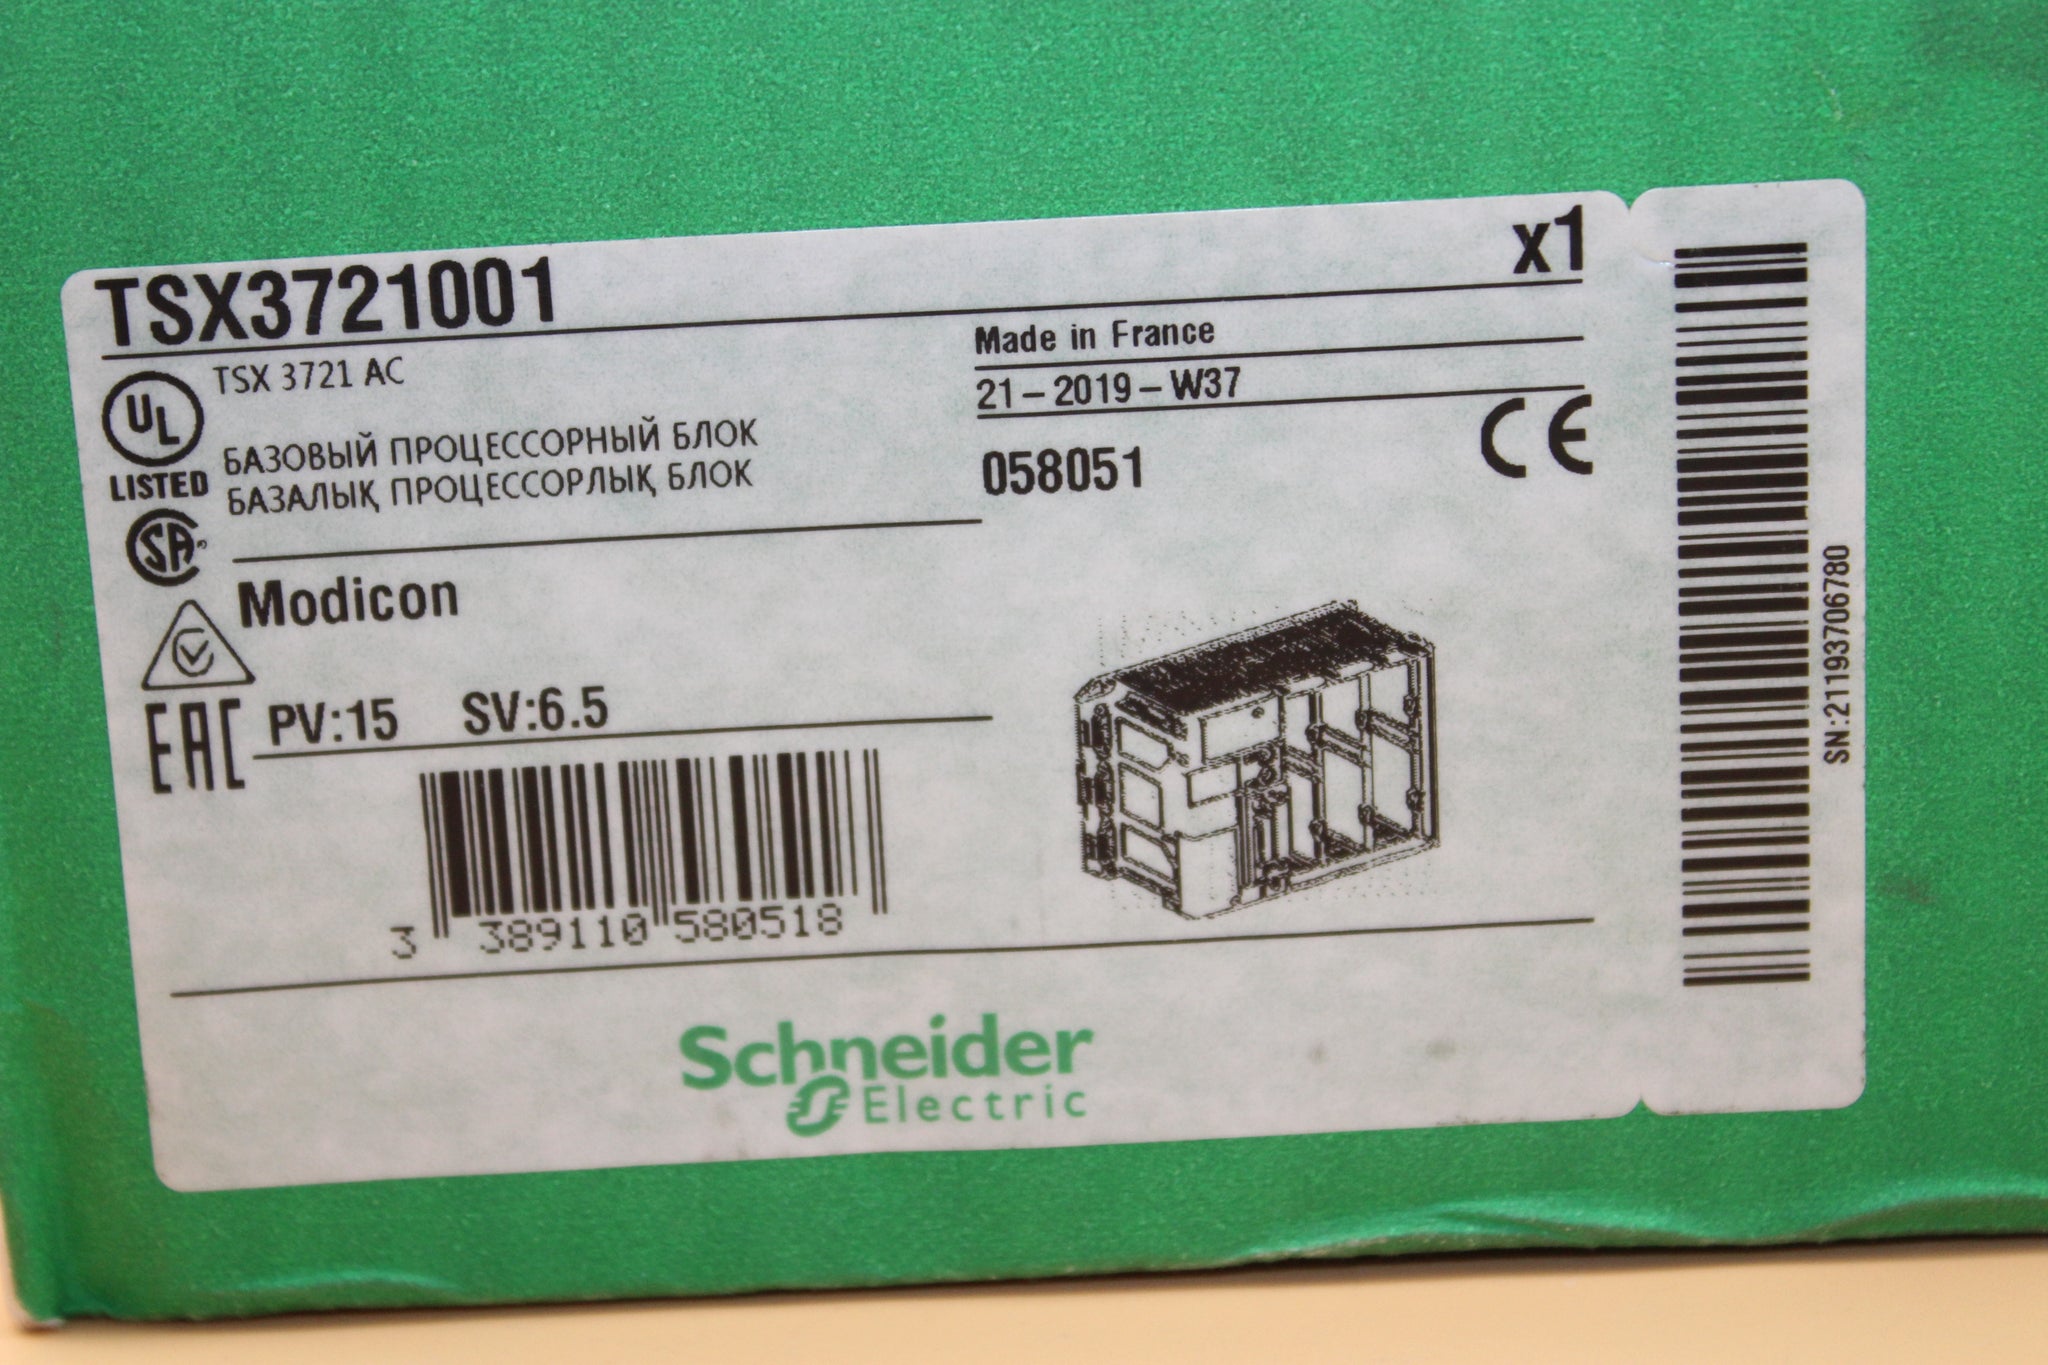 TSX3721001
x1
TSX 3721 AC
Made in France
21-2019-W37
UL
LISTED
БАЗОВЫЙ ПРОЦЕССОРНЫЙ БЛОК
БАЗАЛЫҚ ПРОЦЕССОРЛЫҚ БЛОК
058051
CE
SA
Modicon
EAC
PV:15 SV:6.5
3 389110 580518
SN:21193706780
Schneider
Electric